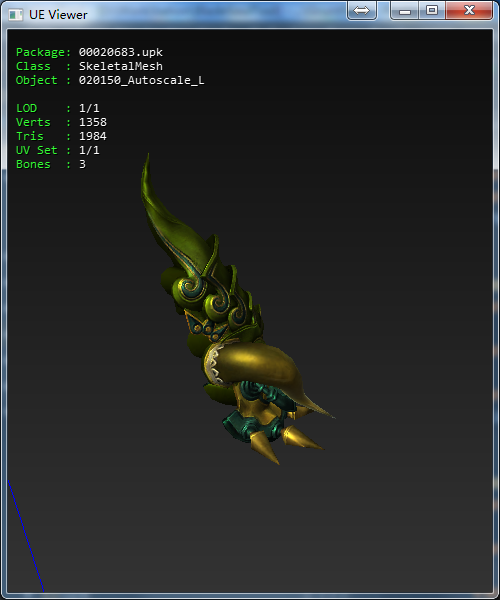 UE Viewer
Package: 00020683.upk
Class : SkeletalMesh
Object : 020150_Autoscale_L
LOD : 1/1
Verts : 1358
Tris : 1984
UV Set : 1/1
Bones : 3